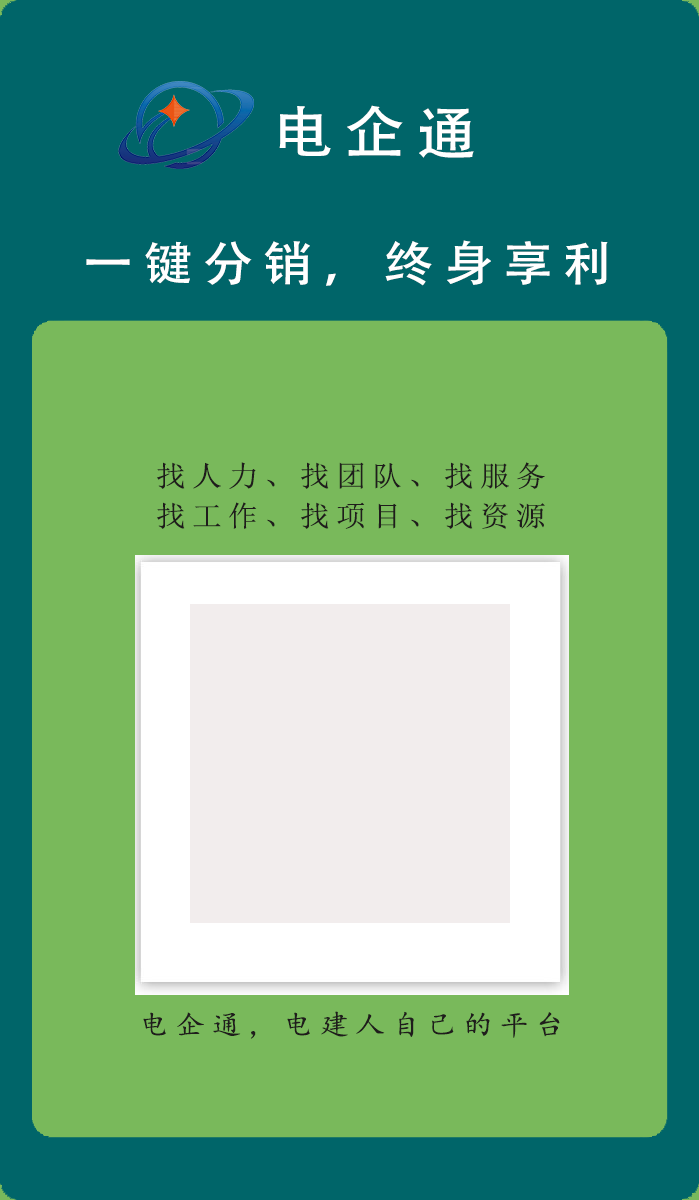 电企通
一键分销，终身享利
找人力、找团队、找服务
找工作、找项目、找资源
电企通，电建人自己的平台